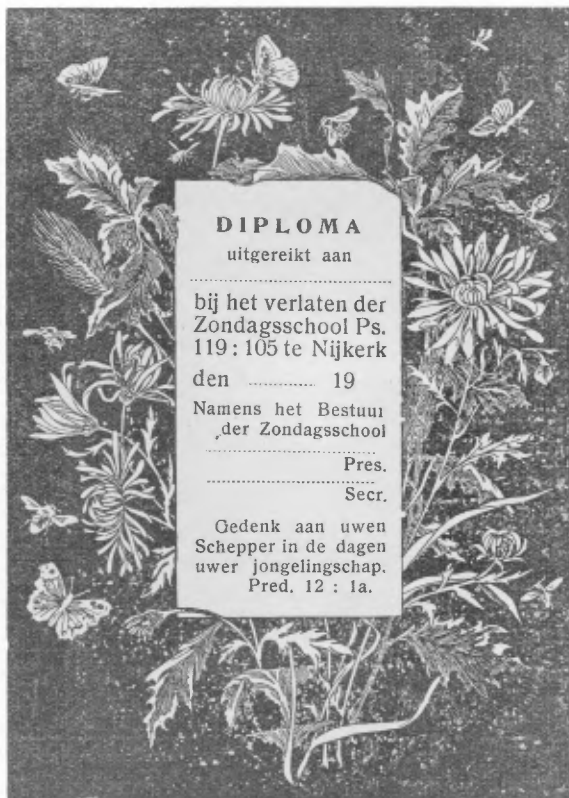 DIPLOMA
uitgereikt aan
bij het verlaten der
Zondagsschool Ps.
119 : 105 te Nijkerk
den ............ 19
Namens het Bestuur
der Zondagsschool
Pres.
Secr.
Gedenk aan uwen
Schepper in de dagen
uwer jongelingschap.
Pred. 12 : 1a.